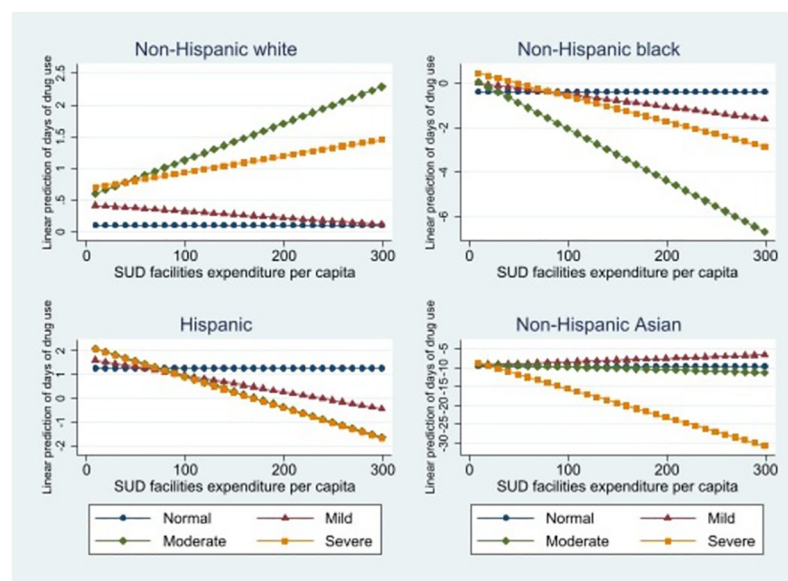 Non-Hispanic white
Linear prediction of days of drug use
2.5
2
1.5
1
.5
0
0 100 200 300
SUD facilities expenditure per capita
Non-Hispanic black
Linear prediction of days of drug use
0
-2
-4
-6
0 100 200 300
SUD facilities expenditure per capita
Hispanic
Linear prediction of days of drug use
2
1
0
-1
-2
0 100 200 300
SUD facilities expenditure per capita
Non-Hispanic Asian
Linear prediction of days of drug use
-5
-10
-15
-20
-25
-30
0 100 200 300
SUD facilities expenditure per capita
Normal Mild
Moderate Severe
Normal Mild
Moderate Severe